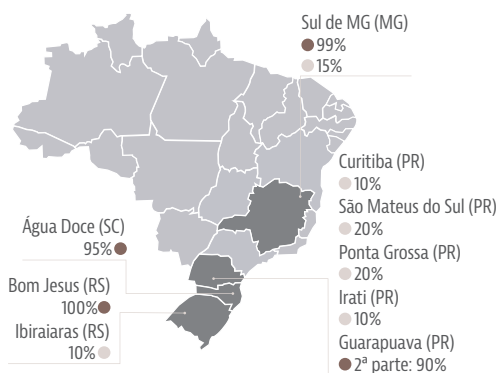 Sul de MG (MG)
99%
15%
Curitiba (PR)
10%
São Mateus do Sul (PR)
20%
Ponta Grossa (PR)
20%
Irati (PR)
10%
Guarapuava (PR)
2ª parte: 90%
Água Doce (SC)
95%
Bom Jesus (RS)
100%
Ibiraiaras (RS)
10%